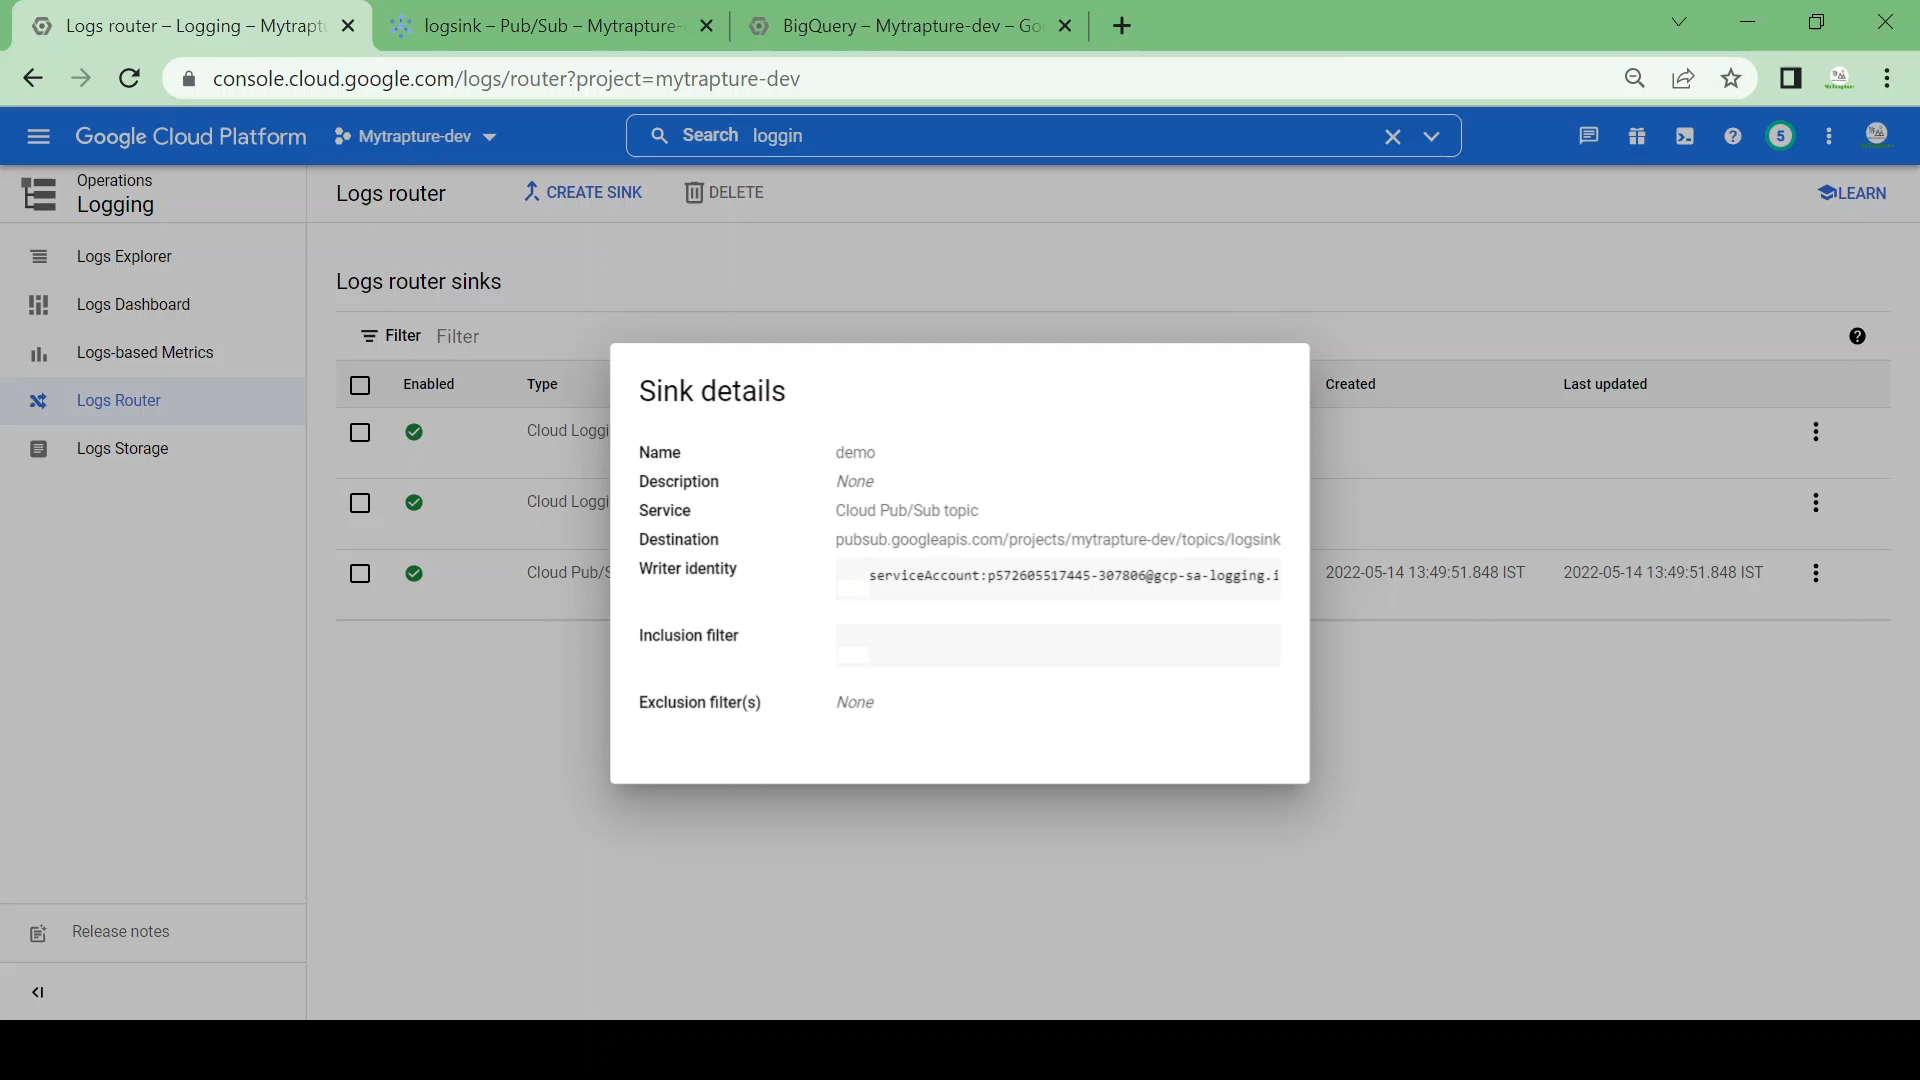 Logs router – Logging – Mytraptu
logsink – Pub/Sub – Mytrapture-
BigQuery – Mytrapture-dev – Go
console.cloud.google.com/logs/router?project=mytrapture-dev
Google Cloud Platform
Mytrapture-dev
Search loggin
5
Operations
Logging
Logs router
CREATE SINK
DELETE
LEARN
Logs Explorer
Logs Dashboard
Logs-based Metrics
Logs Router
Logs Storage
Release notes
Logs router sinks
Filter Filter
Enabled Type Created Last updated
Cloud Loggi
Cloud Loggi
Cloud Pub/S 2022-05-14 13:49:51.848 IST 2022-05-14 13:49:51.848 IST
Sink details
Name demo
Description None
Service Cloud Pub/Sub topic
Destination pubsub.googleapis.com/projects/mytrapture-dev/topics/logsink
Writer identity serviceAccount:p572605517445-307806@gcp-sa-logging.i
Inclusion filter
Exclusion filter(s) None